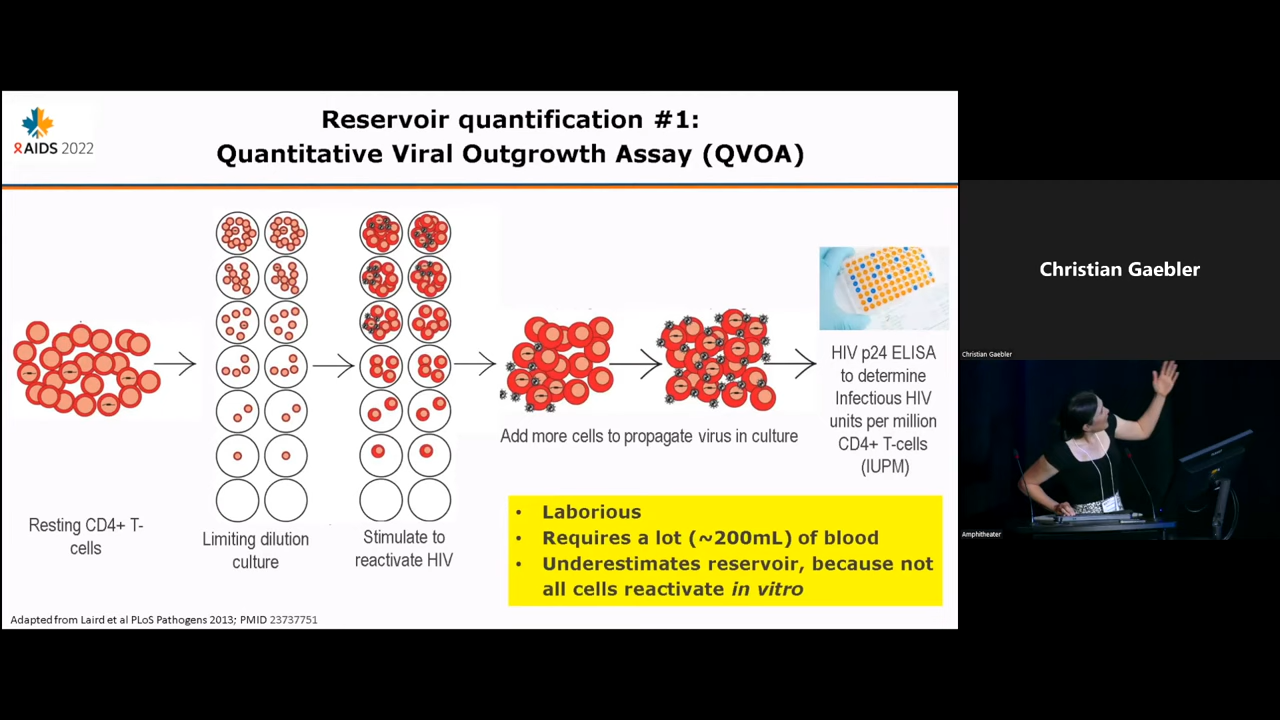 Reservoir quantification #1:
Quantitative Viral Outgrowth Assay (QVOA)
AIDS 2022
Resting CD4+ T-
cells
Limiting dilution
culture
Stimulate to
reactivate HIV
Add more cells to propagate virus in culture
HIV p24 ELISA
to determine
Infectious HIV
units per million
CD4+ T-cells
(IUPM)
• Laborious
• Requires a lot (~200mL) of blood
• Underestimates reservoir, because not
all cells reactivate in vitro
Adapted from Laird et al PLoS Pathogens 2013; PMID 23737751
Christian Gaebler
Christian Gaebler
Amphitheater